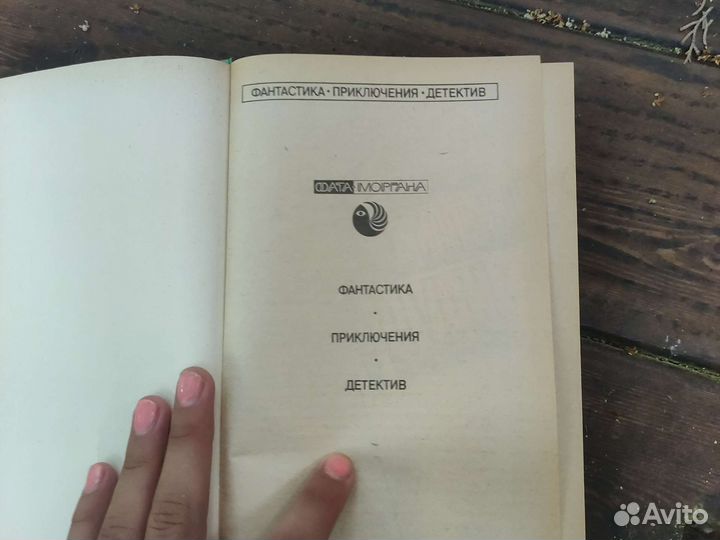 ФАНТАСТИКА • ПРИКЛЮЧЕНИЯ • ДЕТЕКТИВ
ФАТА-МОРГАНА
ФАНТАСТИКА
•
ПРИКЛЮЧЕНИЯ
•
ДЕТЕКТИВ
Avito